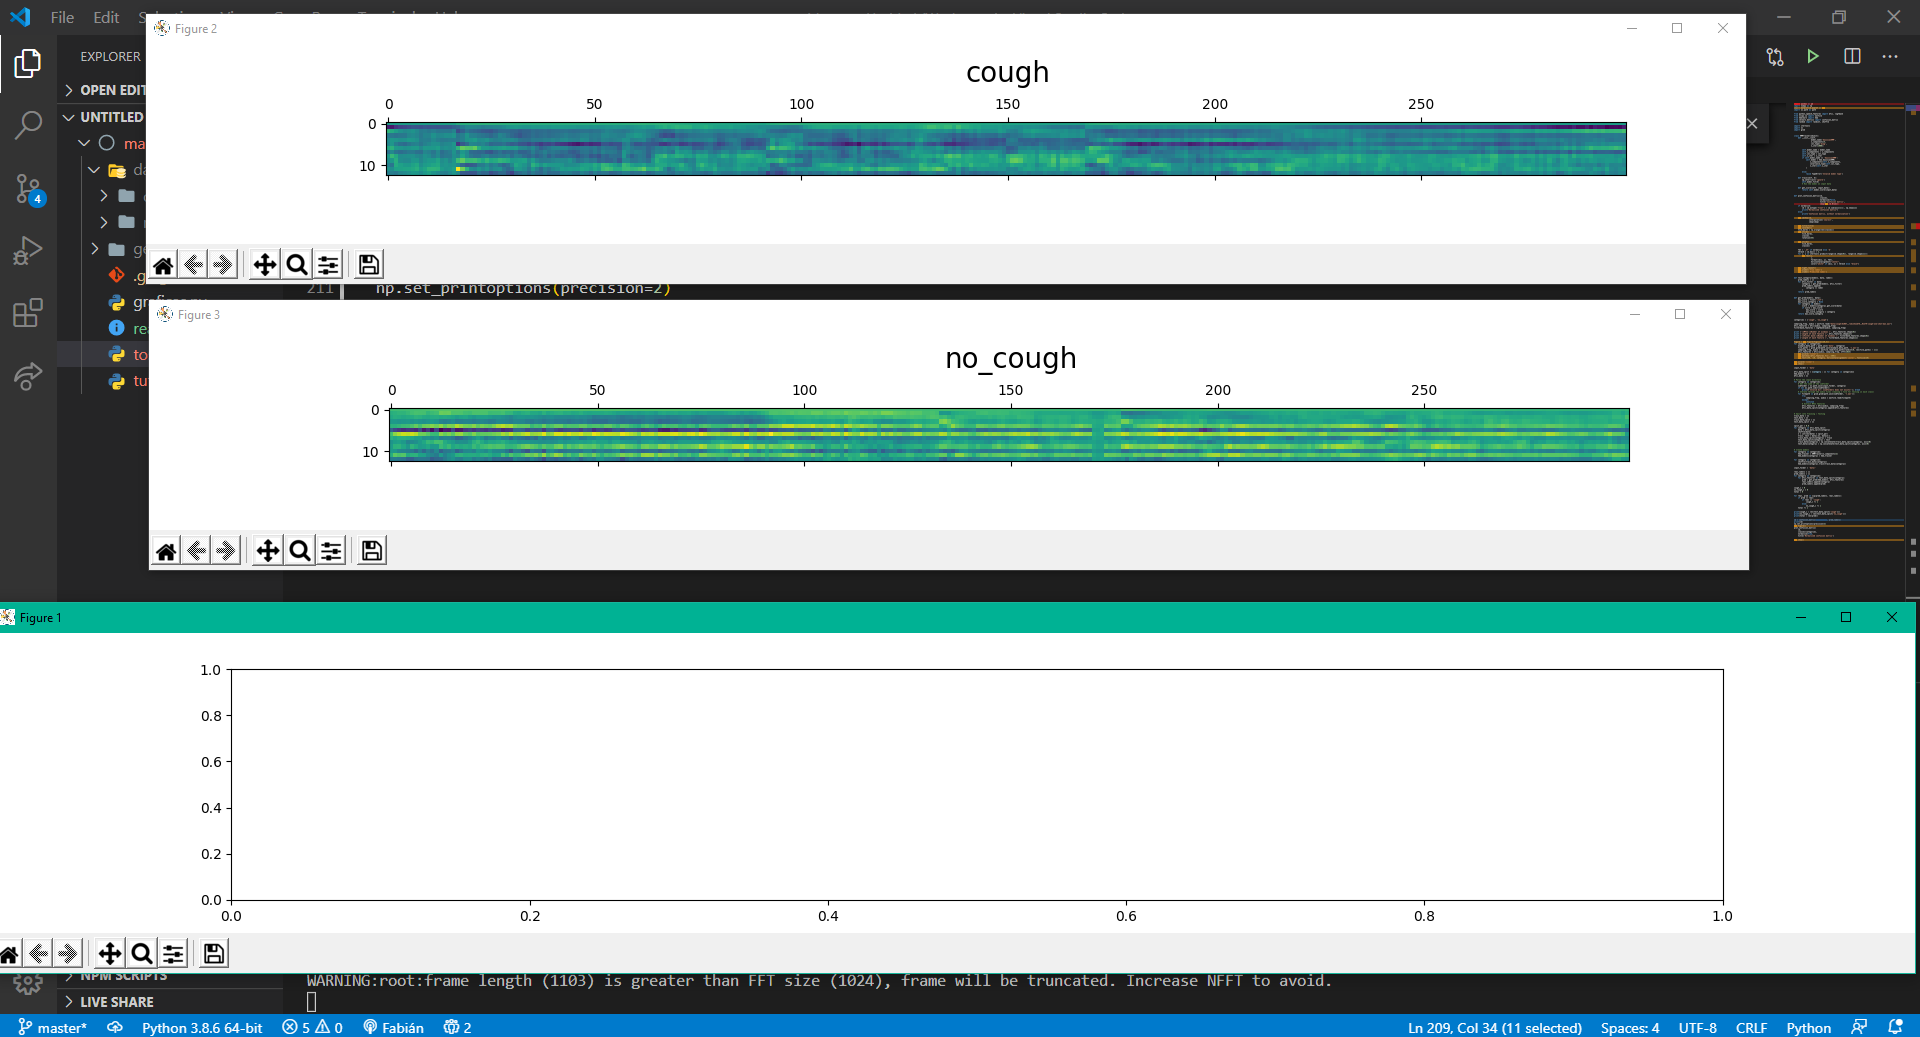 File Edit
Figure 2
EXPLORER
cough
OPEN EDIT
0 50 100 150 200 250
UNTITLED
0
ma
10
da
4
ge
.g
211 np.set_printoptions(precision=2)
Figure 3
re
to
no_cough
tu
0 50 100 150 200 250
0
10
Figure 1
1.0
0.8
0.6
0.4
0.2
0.0
0.0 0.2 0.4 0.6 0.8 1.0
NPM SCRIPTS
WARNING:root:frame length (1103) is greater than FFT size (1024), frame will be truncated. Increase NFFT to avoid.
LIVE SHARE
master* Python 3.8.6 64-bit 5 0 Fabián 2 Ln 209, Col 34 (11 selected) Spaces: 4 UTF-8 CRLF Python